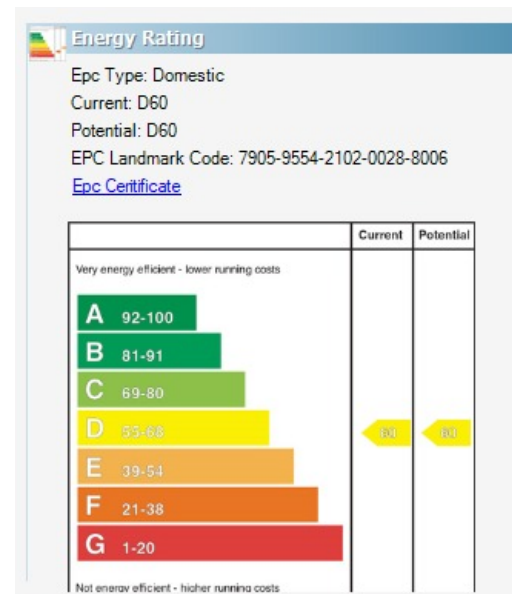 Energy Rating
Epc Type: Domestic
Current: D60
Potential: D60
EPC Landmark Code: 7905-9554-2102-0028-8006
Epc Ceritificate
Current Potential
Very energy efficient - lower running costs
A 92-100
B 81-91
C 69-80
D 55-68 60 60
E 39-54
F 21-38
G 1-20
Not energy efficient - higher running costs